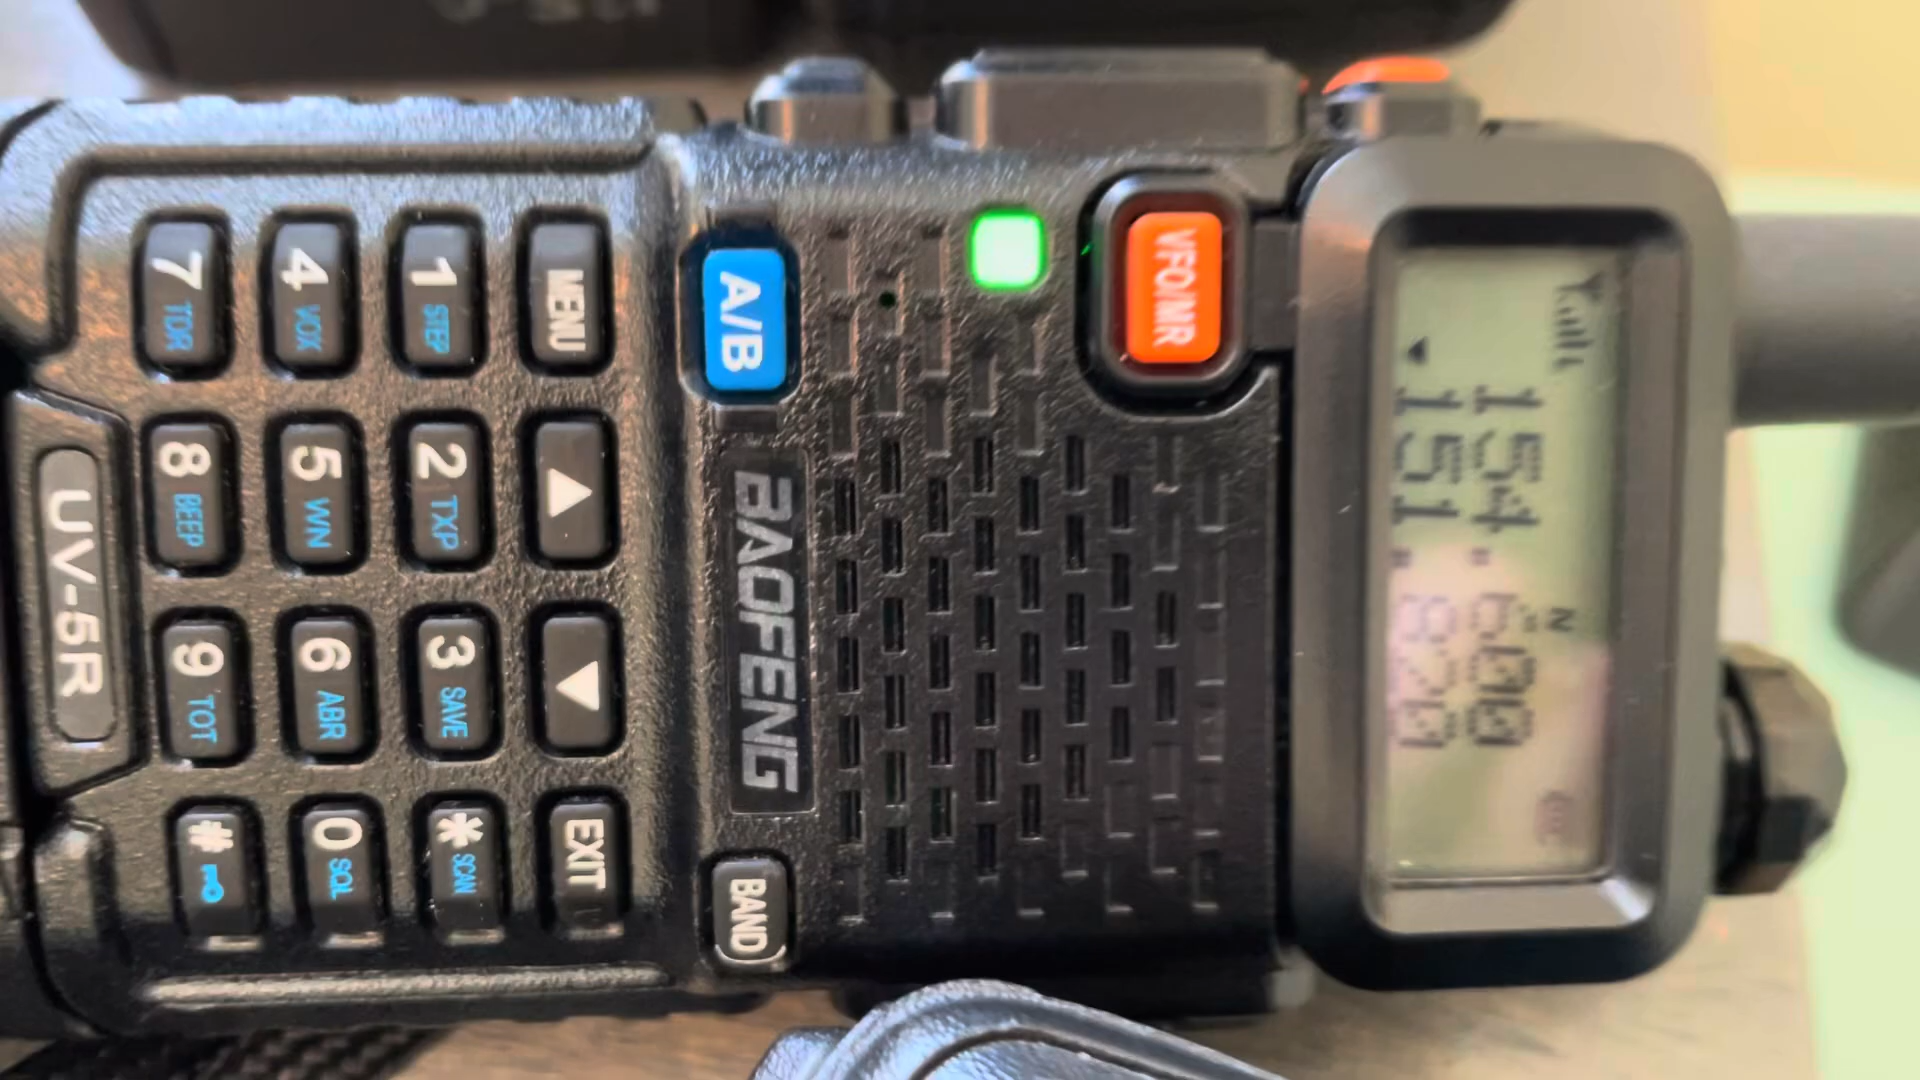 N
154.600
151.820
VFO/MR
A/B
BAOFENG
BAND
MENU
▲
▼
EXIT
1 STEP
2 TXP
3 SAVE
* SCAN
4 VOX
5 WN
6 ABR
0 SQL
7 TDR
8 BEEP
9 TOT
#
UV-5R